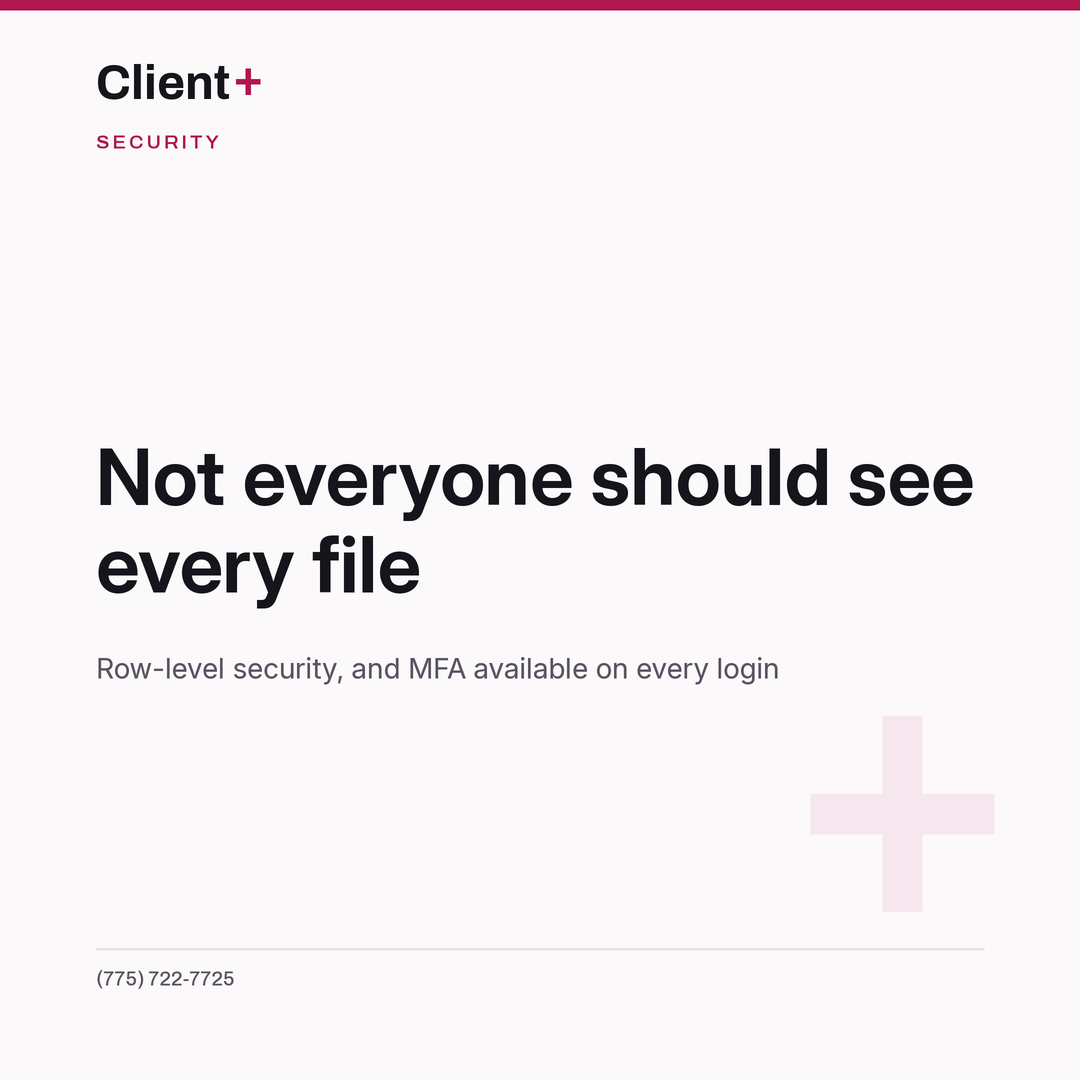 Client+
SECURITY
Not everyone should see
every file
Row-level security, and MFA available on every login
(775) 722-7725